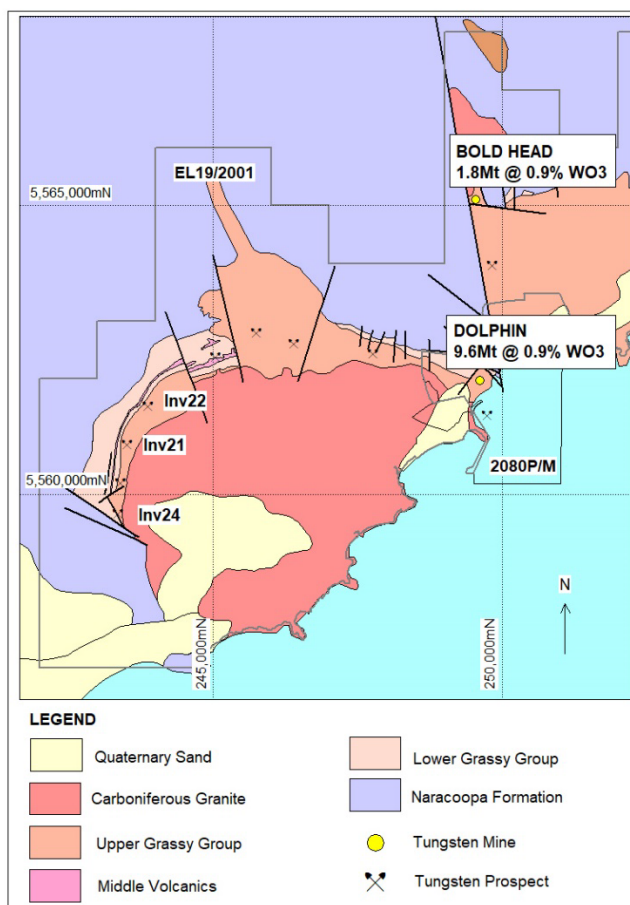 EL19/2001
5,565,000mN
BOLD HEAD
1.8Mt @ 0.9% WO3
DOLPHIN
9.6Mt @ 0.9% WO3
Inv22
Inv21
5,560,000mN
Inv24
2080P/M
N
245,000mN
250,000mN
LEGEND
Quaternary Sand
Carboniferous Granite
Upper Grassy Group
Middle Volcanics
Lower Grassy Group
Naracoopa Formation
Tungsten Mine
Tungsten Prospect